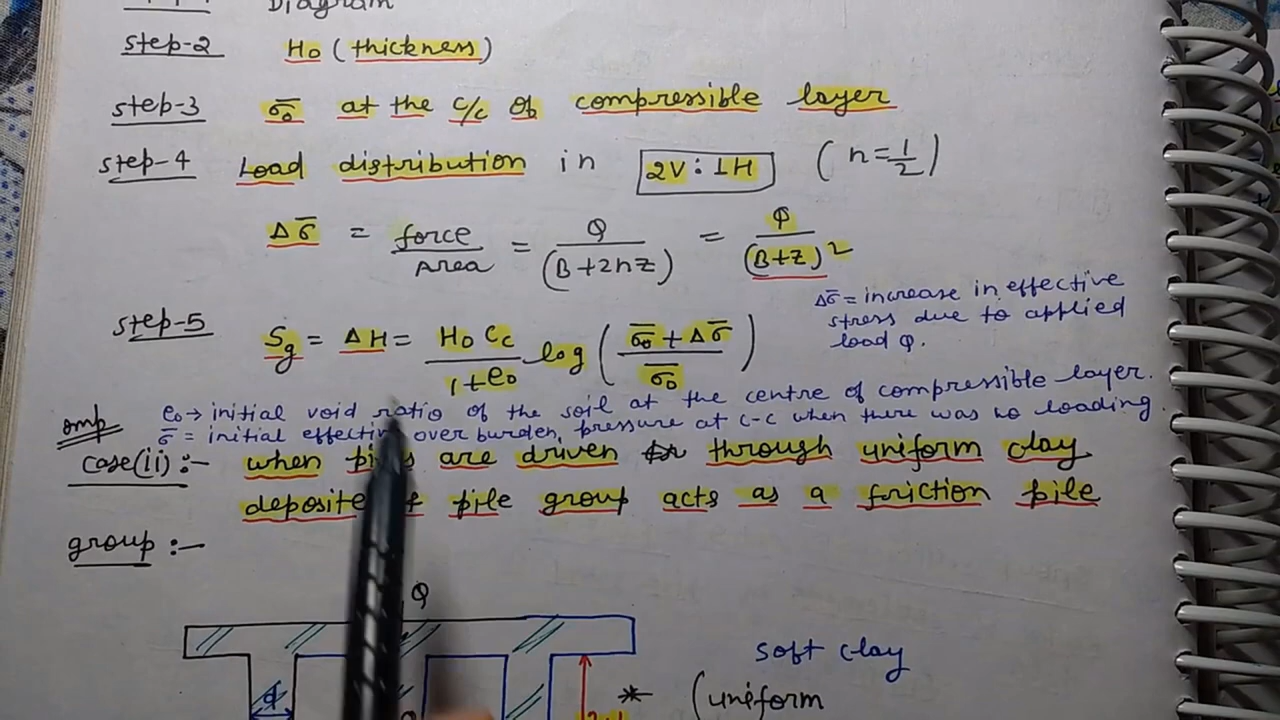 Diagram
Step-2 H₀ (thickness)
Step-3 σ̄₀ at the c/c of compressible layer
Step-4 Load distribution in 2V : 1H (n=1/2)
Δσ̄ = force/Area = Q/(B+2nz) = Q/(B+z)²
Δσ̄ = increase in effective
stress due to applied
load Q.
Step-5 Sg = ΔH = H₀ Cc/1+e₀ log (σ̄₀+Δσ̄/σ̄₀)
omp e₀→ initial void ratio of the soil at the centre of compressible layer.
σ̄ = initial effective over burden pressure at c-c when there was no loading.
Case(ii) :- when are driven through uniform clay
deposite pile group acts as a friction pile
group :-
Q
soft clay
d * (uniform